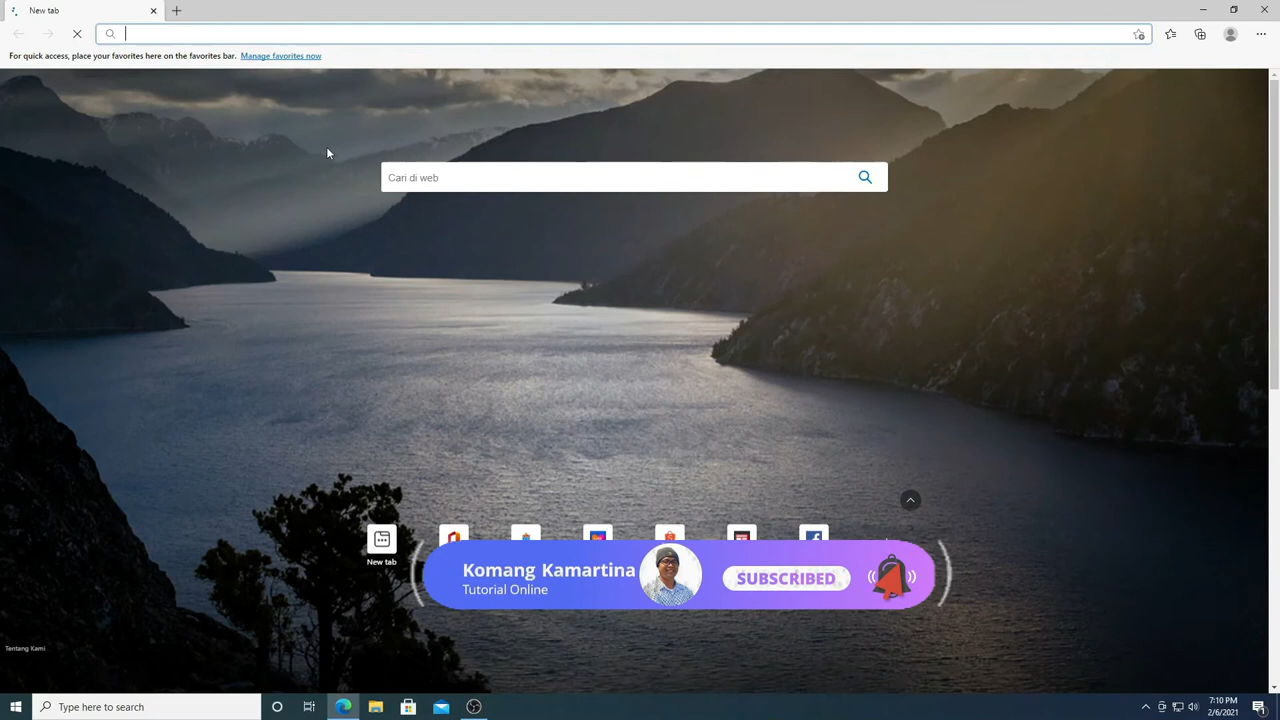 New tab
For quick access, place your favorites here on the favorites bar. Manage favorites now
Cari di web
New tab
Komang Kamartina
Tutorial Online
SUBSCRIBED
Tentang Kami
Type here to search
7:10 PM
2/6/2021
1